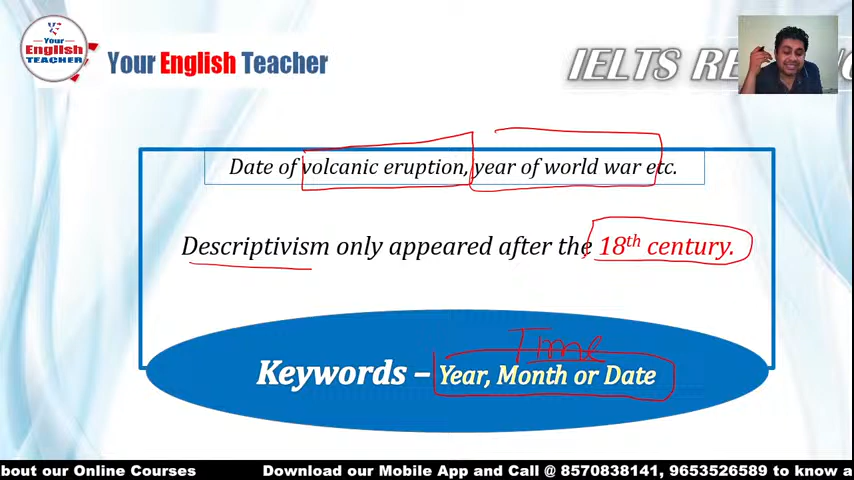 Your
English
TEACHER
Your English Teacher
IELTS RE
Date of volcanic eruption, year of world war etc.
Descriptivism only appeared after the 18th century.
Time
Keywords – Year, Month or Date
bout our Online Courses Download our Mobile App and Call @ 8570838141, 9653526589 to know a